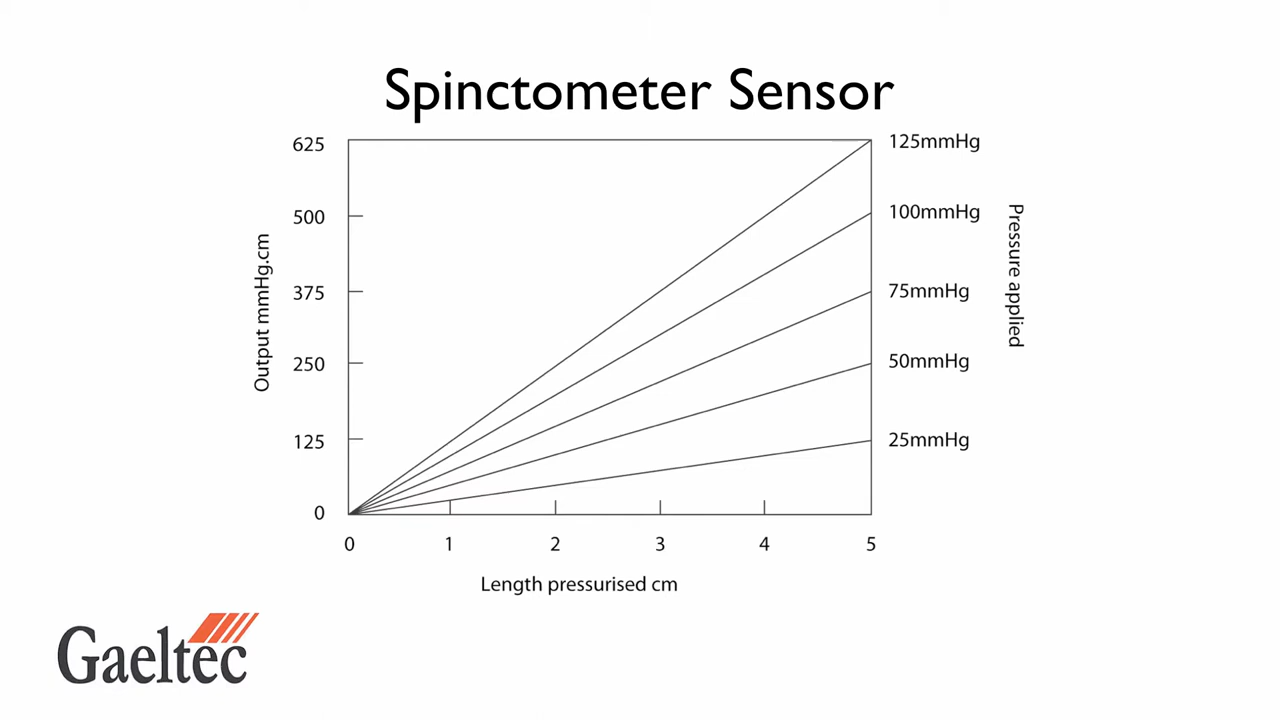 Spinctometer Sensor
625
500
375
250
125
0
Output mmHg.cm
0 1 2 3 4 5
Length pressurised cm
125mmHg
100mmHg
75mmHg
50mmHg
25mmHg
Pressure applied
Gaeltec